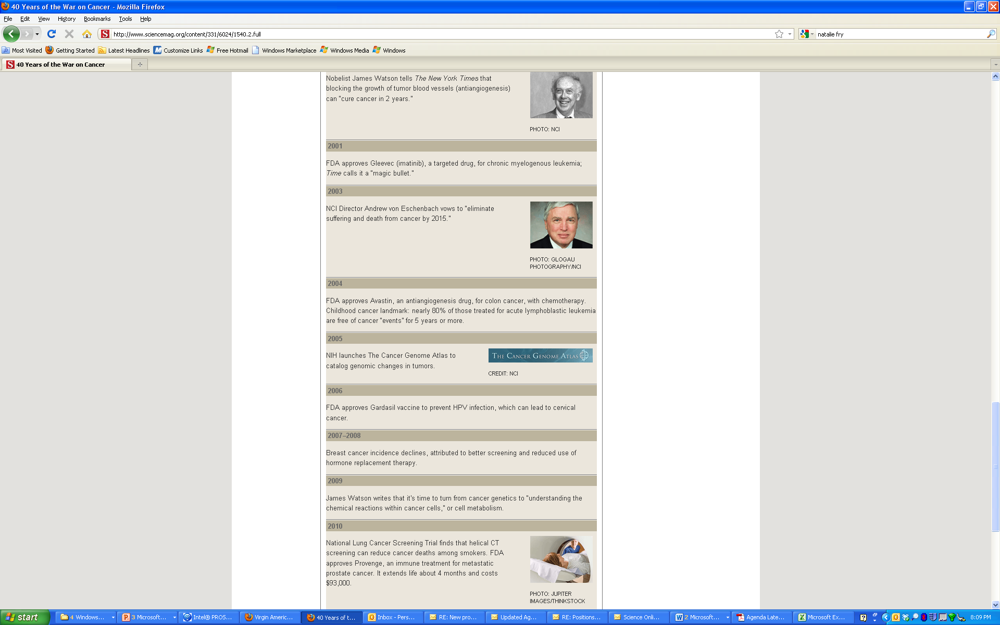 40 Years of the War on Cancer - Mozilla Firefox
File Edit View History Bookmarks Tools Help
http://www.sciencemag.org/content/331/6024/1540.2.full
natalie fry
Most Visited Getting Started Latest Headlines Customize Links Free Hotmail Windows Marketplace Windows Media Windows
40 Years of the War on Cancer
Nobelist James Watson tells The New York Times that
blocking the growth of tumor blood vessels (antiangiogenesis)
can "cure cancer in 2 years."
PHOTO: NCI
2001
FDA approves Gleevec (imatinib), a targeted drug, for chronic myelogenous leukemia;
Time calls it a "magic bullet."
2003
NCI Director Andrew von Eschenbach vows to "eliminate
suffering and death from cancer by 2015."
PHOTO: GLOGAU
PHOTOGRAPHY/NCI
2004
FDA approves Avastin, an antiangiogenesis drug, for colon cancer, with chemotherapy.
Childhood cancer landmark: nearly 80% of those treated for acute lymphoblastic leukemia
are free of cancer "events" for 5 years or more.
2005
NIH launches The Cancer Genome Atlas to
catalog genomic changes in tumors.
THE CANCER GENOME ATLAS
CREDIT: NCI
2006
FDA approves Gardasil vaccine to prevent HPV infection, which can lead to cervical
cancer.
2007–2008
Breast cancer incidence declines, attributed to better screening and reduced use of
hormone replacement therapy.
2009
James Watson writes that it's time to turn from cancer genetics to "understanding the
chemical reactions within cancer cells," or cell metabolism.
2010
National Lung Cancer Screening Trial finds that helical CT
screening can reduce cancer deaths among smokers. FDA
approves Provenge, an immune treatment for metastatic
prostate cancer. It extends life about 4 months and costs
$93,000.
PHOTO: JUPITER
IMAGES/THINKSTOCK
start 4 Windows... 3 Microsoft... Intel® PROS... Virgin Americ... 40 Years of t... Inbox - Pers... RE: New pro... Updated Ag... RE: Positions... Science Onli... 2 Microsoft... Agenda Late... Microsoft Ex... 8:09 PM